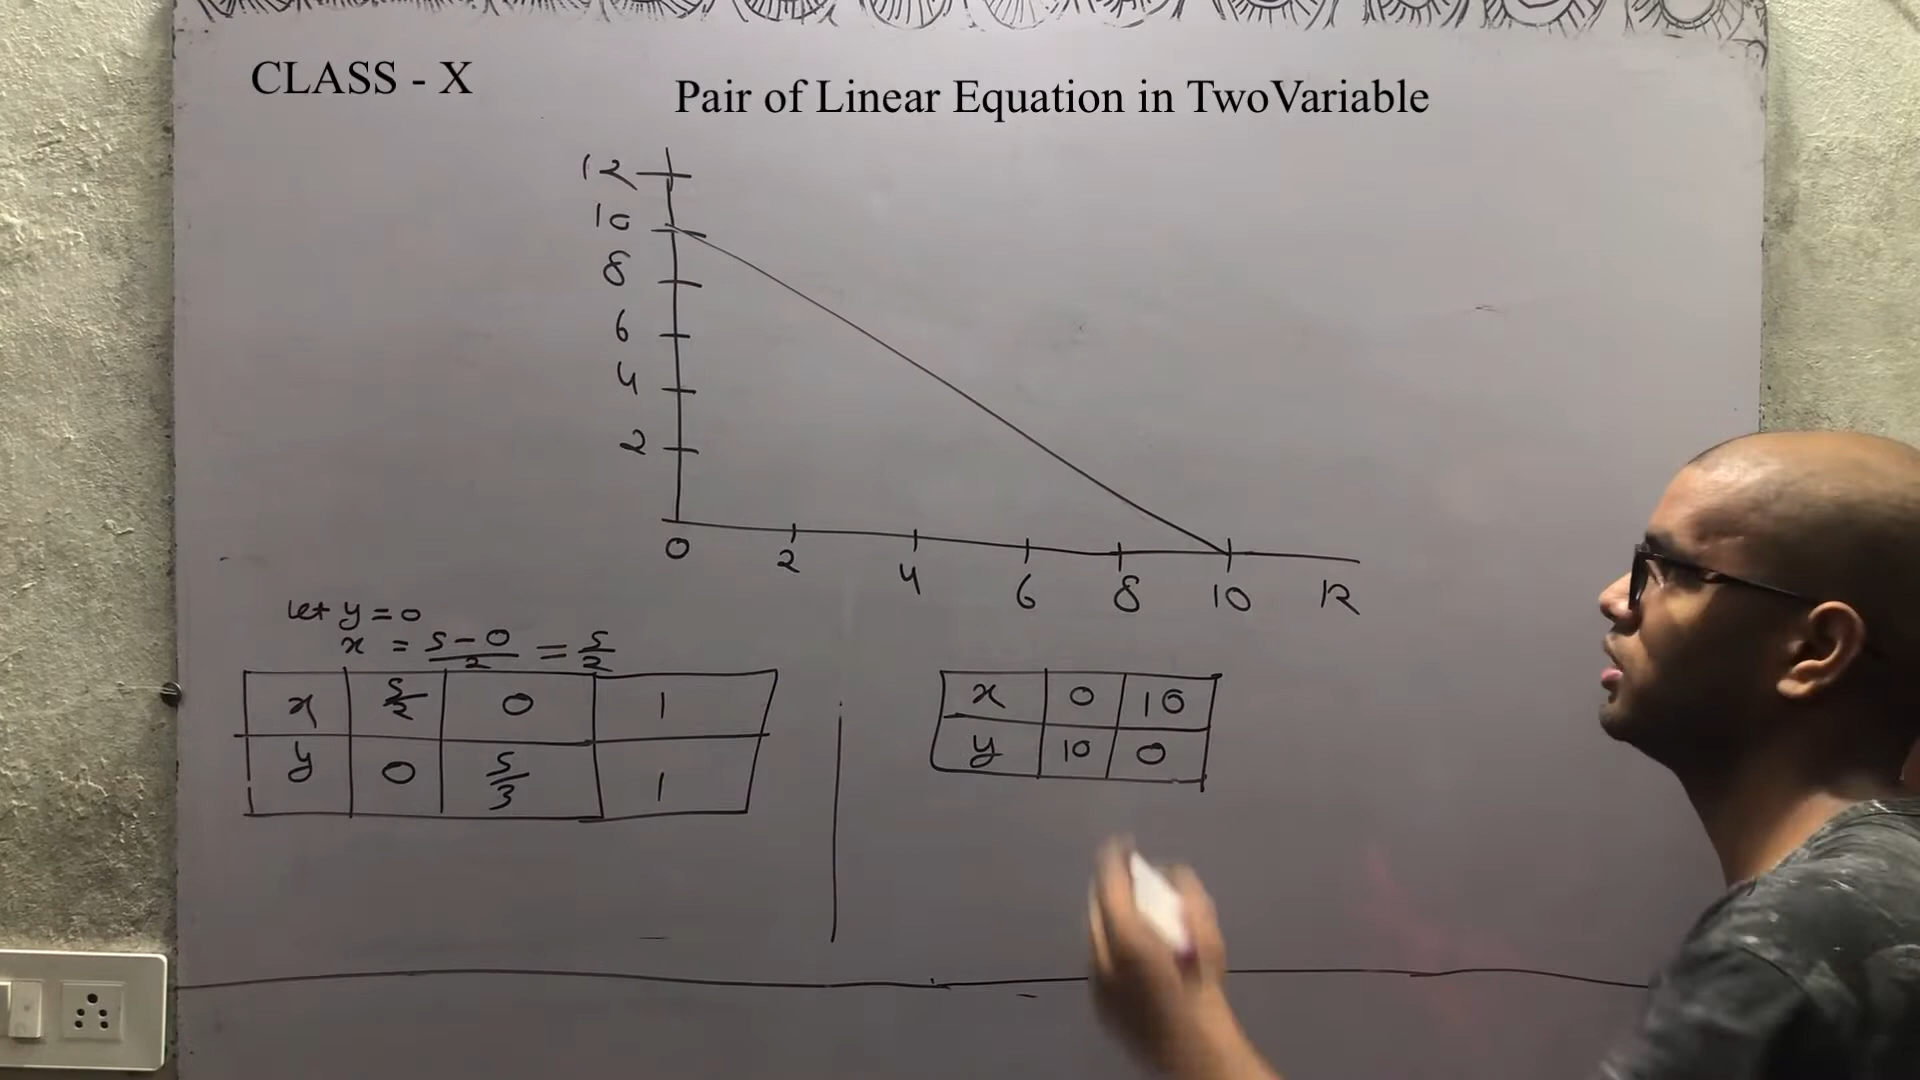 CLASS - X
Pair of Linear Equation in TwoVariable
12
10
8
6
4
2
0 2 4 6 8 10 12
let y = 0
x = 5-0/2 = 5/2
x 5/2 0 1
y 0 5/3 1
x 0 10
y 10 0